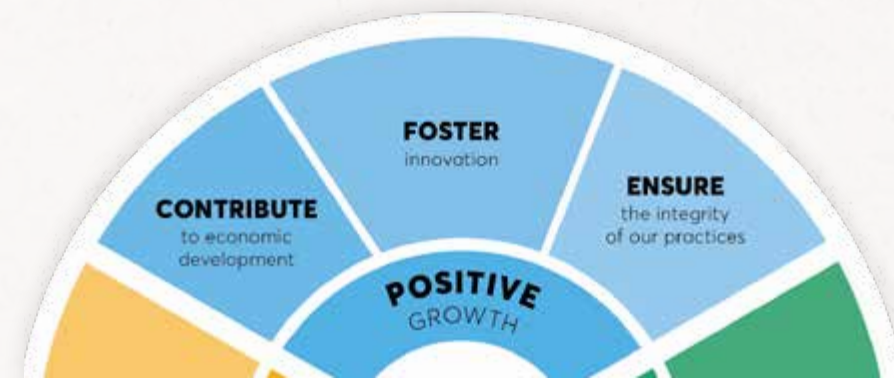 FOSTER
innovation
CONTRIBUTE
to economic
development
ENSURE
the integrity
of our practices
POSITIVE
GROWTH